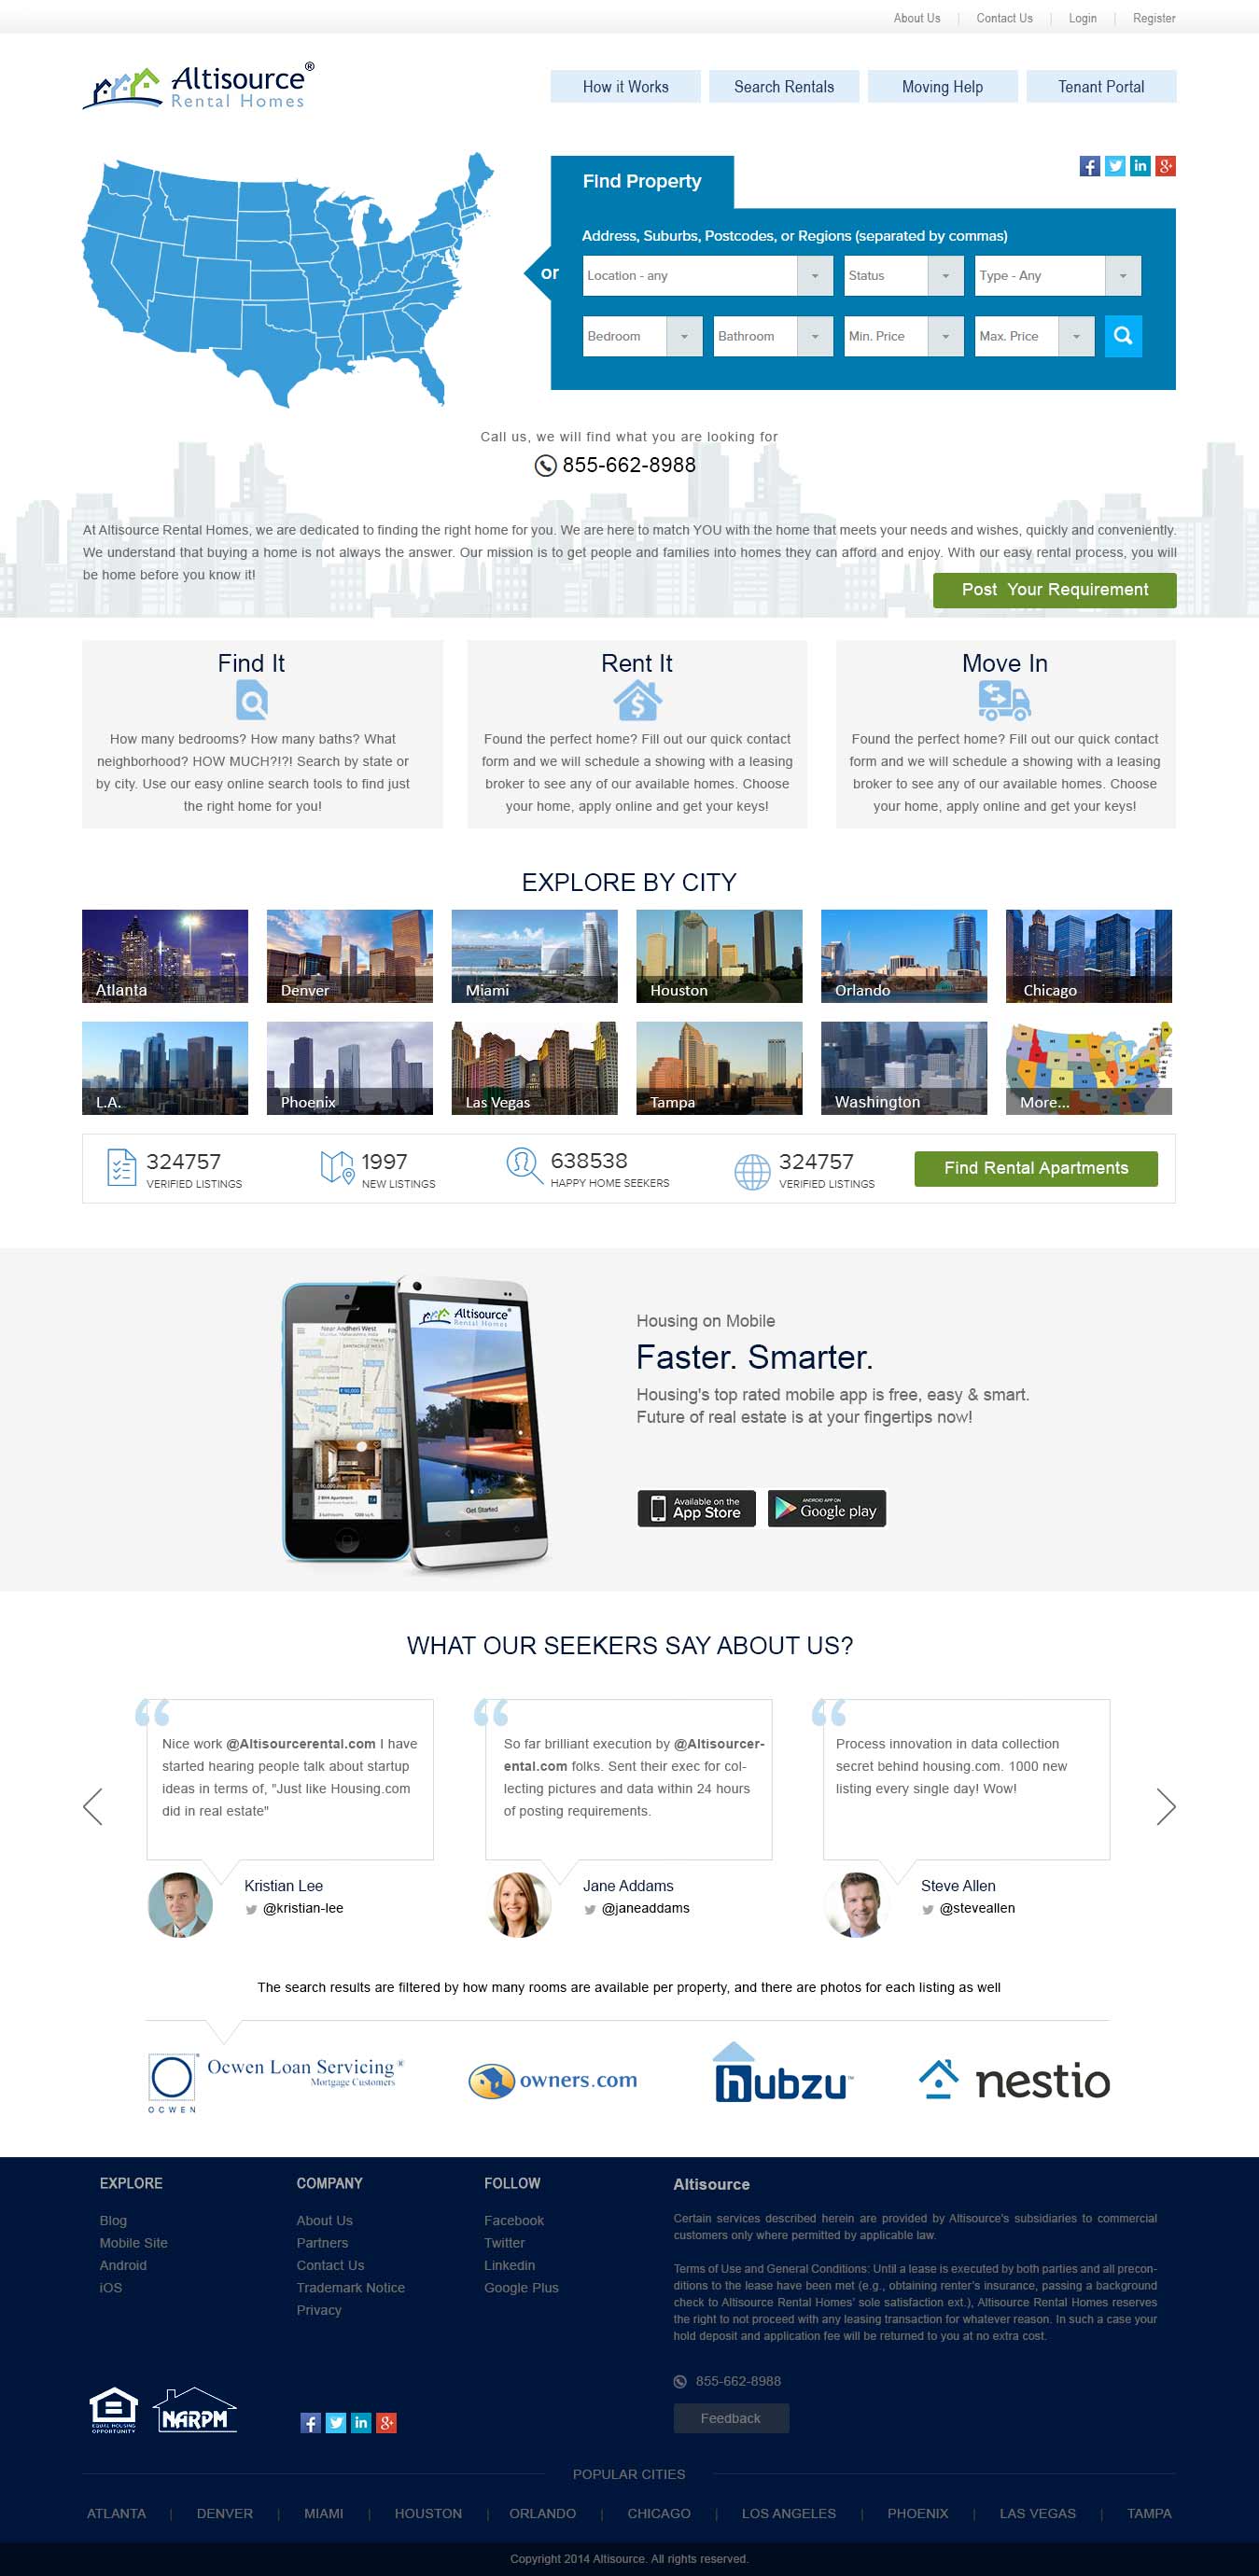 About Us | Contact Us | Login | Register
Altisource®
Rental Homes
How it Works
Search Rentals
Moving Help
Tenant Portal
Find Property
Address, Suburbs, Postcodes, or Regions (separated by commas)
or
Location - any
Status
Type - Any
Bedroom
Bathroom
Min. Price
Max. Price
Call us, we will find what you are looking for
855-662-8988
At Altisource Rental Homes, we are dedicated to finding the right home for you. We are here to match YOU with the home that meets your needs and wishes, quickly and conveniently.
We understand that buying a home is not always the answer. Our mission is to get people and families into homes they can afford and enjoy. With our easy rental process, you will
be home before you know it!
Post Your Requirement
Find It
How many bedrooms? How many baths? What
neighborhood? HOW MUCH?!?! Search by state or
by city. Use our easy online search tools to find just
the right home for you!
Rent It
Found the perfect home? Fill out our quick contact
form and we will schedule a showing with a leasing
broker to see any of our available homes. Choose
your home, apply online and get your keys!
Move In
Found the perfect home? Fill out our quick contact
form and we will schedule a showing with a leasing
broker to see any of our available homes. Choose
your home, apply online and get your keys!
EXPLORE BY CITY
Atlanta
Denver
Miami
Houston
Orlando
Chicago
L.A.
Phoenix
Las Vegas
Tampa
Washington
More...
324757
VERIFIED LISTINGS
1997
NEW LISTINGS
638538
HAPPY HOME SEEKERS
324757
VERIFIED LISTINGS
Find Rental Apartments
Near Andheri West
Altisource®
Rental Homes
Get Started
Housing on Mobile
Faster. Smarter.
Housing's top rated mobile app is free, easy & smart.
Future of real estate is at your fingertips now!
Available on the
App Store
ANDROID APP ON
Google play
WHAT OUR SEEKERS SAY ABOUT US?
Nice work @Altisourcerental.com I have
started hearing people talk about startup
ideas in terms of, "Just like Housing.com
did in real estate"
Kristian Lee
@kristian-lee
So far brilliant execution by @Altisourcer-
ental.com folks. Sent their exec for col-
lecting pictures and data within 24 hours
of posting requirements.
Jane Addams
@janeaddams
Process innovation in data collection
secret behind housing.com. 1000 new
listing every single day! Wow!
Steve Allen
@steveallen
The search results are filtered by how many rooms are available per property, and there are photos for each listing as well
OCWEN
Ocwen Loan Servicing®
Mortgage Customers
owners.com
hubzu™
nestio
EXPLORE
Blog
Mobile Site
Android
iOS
COMPANY
About Us
Partners
Contact Us
Trademark Notice
Privacy
FOLLOW
Facebook
Twitter
Linkedin
Google Plus
Altisource
Certain services described herein are provided by Altisource's subsidiaries to commercial
customers only where permitted by applicable law.
Terms of Use and General Conditions: Until a lease is executed by both parties and all precon-
ditions to the lease have been met (e.g., obtaining renter's insurance, passing a background
check to Altisource Rental Homes' sole satisfaction ext.), Altisource Rental Homes reserves
the right to not proceed with any leasing transaction for whatever reason. In such a case your
hold deposit and application fee will be returned to you at no extra cost.
855-662-8988
Feedback
EQUAL HOUSING
OPPORTUNITY
NARPM
POPULAR CITIES
ATLANTA | DENVER | MIAMI | HOUSTON | ORLANDO | CHICAGO | LOS ANGELES | PHOENIX | LAS VEGAS | TAMPA
Copyright 2014 Altisource. All rights reserved.